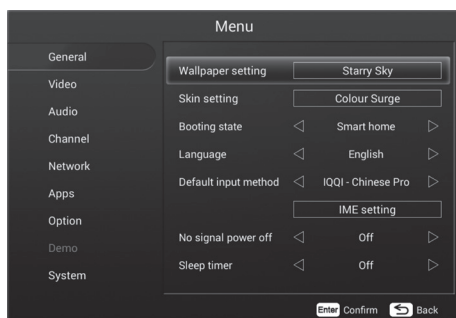 Menu
General
Video
Audio
Channel
Network
Apps
Option
Demo
System
Wallpaper setting Starry Sky
Skin setting Colour Surge
Booting state Smart home
Language English
Default input method IQQI - Chinese Pro
IME setting
No signal power off Off
Sleep timer Off
Enter Confirm Back